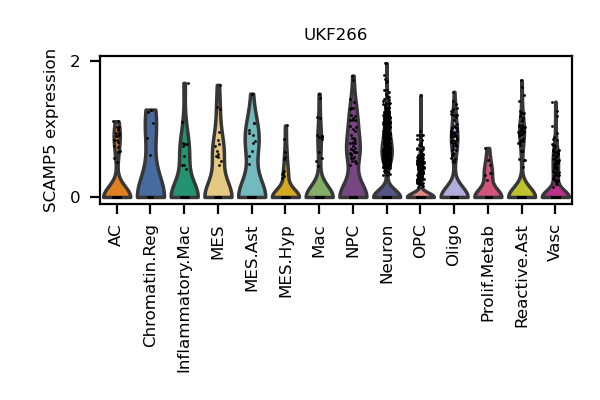 UKF266
SCAMP5 expression
2
0
AC
Chromatin.Reg
Inflammatory.Mac
MES
MES.Ast
MES.Hyp
Mac
NPC
Neuron
OPC
Oligo
Prolif.Metab
Reactive.Ast
Vasc